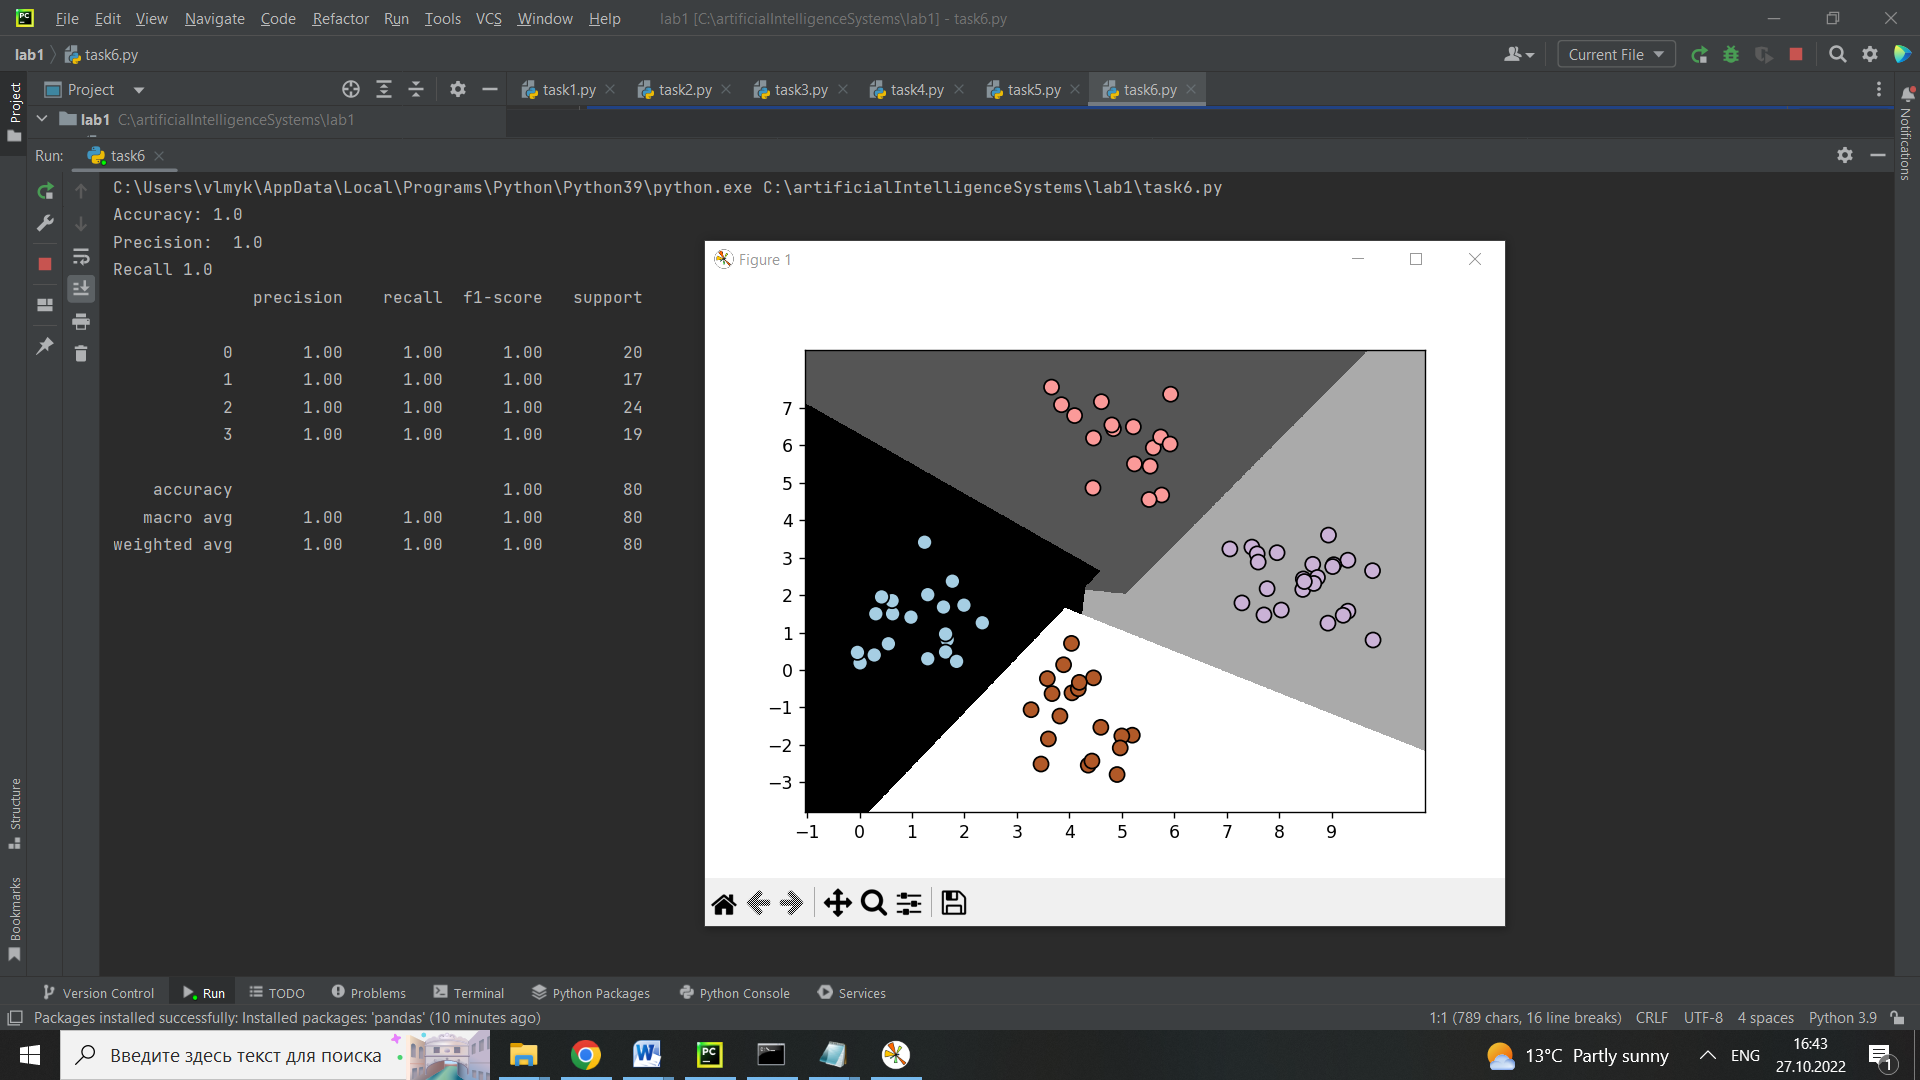 File Edit View Navigate Code Refactor Run Tools VCS Window Help lab1 [C:\artificialIntelligenceSystems\lab1] - task6.py
lab1 task6.py Current File
Project task1.py task2.py task3.py task4.py task5.py task6.py
lab1 C:\artificialIntelligenceSystems\lab1
Run: task6
C:\Users\vlmyk\AppData\Local\Programs\Python\Python39\python.exe C:\artificialIntelligenceSystems\lab1\task6.py
Accuracy: 1.0
Precision:  1.0
Recall 1.0
precision recall f1-score support
0 1.00 1.00 1.00 20
1 1.00 1.00 1.00 17
2 1.00 1.00 1.00 24
3 1.00 1.00 1.00 19
accuracy 1.00 80
macro avg 1.00 1.00 1.00 80
weighted avg 1.00 1.00 1.00 80
Figure 1
7
6
5
4
3
2
1
0
−1
−2
−3
−1 0 1 2 3 4 5 6 7 8 9
Project
Structure
Bookmarks
Notifications
Version Control Run TODO Problems Terminal Python Packages Python Console Services
Packages installed successfully: Installed packages: 'pandas' (10 minutes ago) 1:1 (789 chars, 16 line breaks) CRLF UTF-8 4 spaces Python 3.9
Введите здесь текст для поиска 13°C Partly sunny ENG 16:43
27.10.2022
1